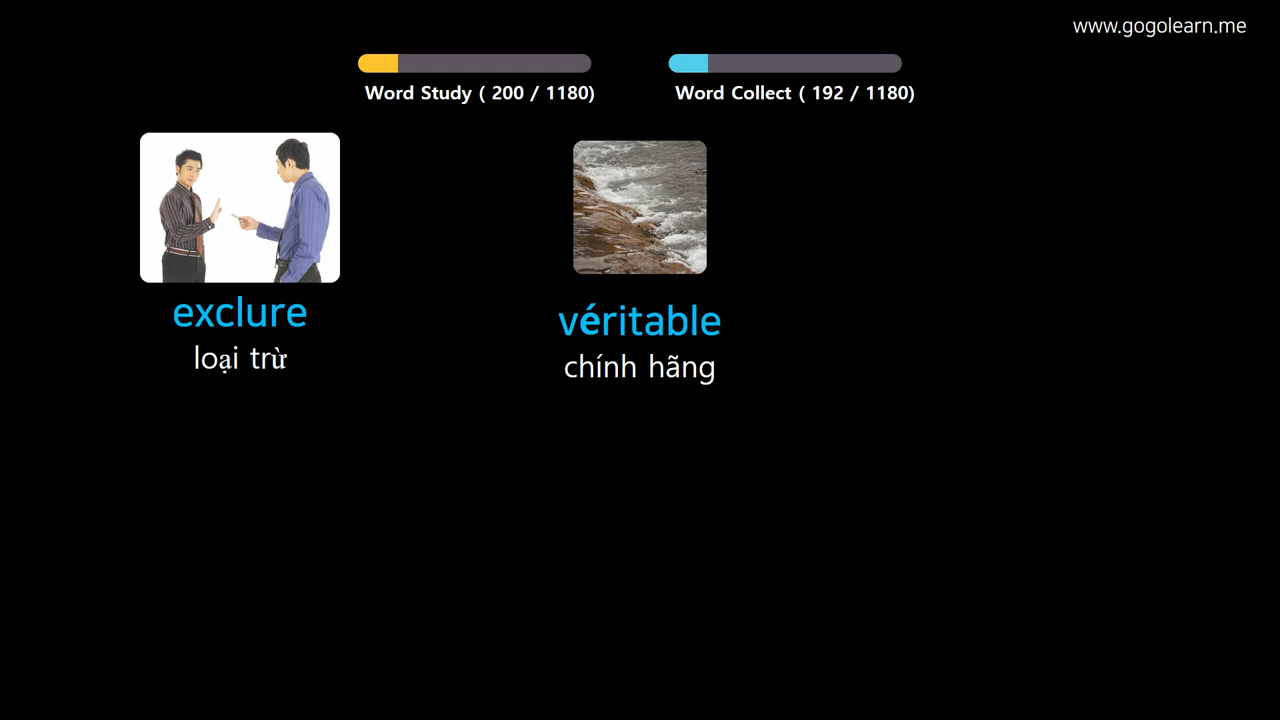 www.gogolearn.me
Word Study ( 200 / 1180)
Word Collect ( 192 / 1180)
exclure
loại trừ
véritable
chính hãng